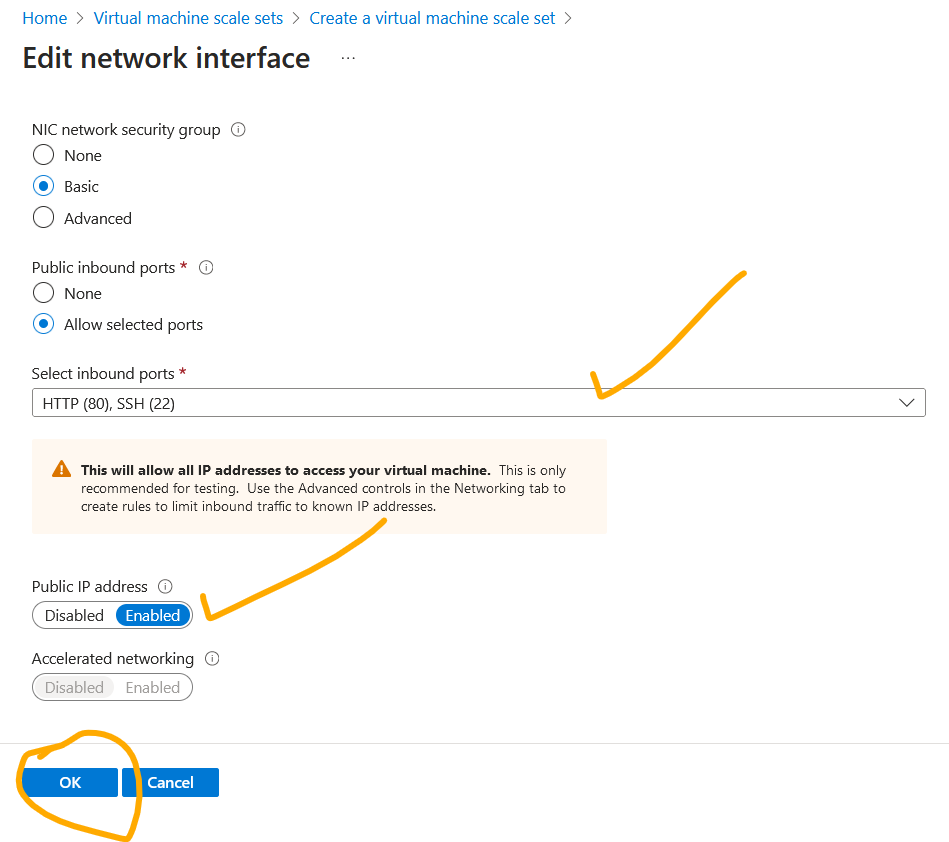 Home > Virtual machine scale sets > Create a virtual machine scale set >
Edit network interface ...
NIC network security group
None
Basic
Advanced
Public inbound ports *
None
Allow selected ports
Select inbound ports *
HTTP (80), SSH (22)
This will allow all IP addresses to access your virtual machine. This is only
recommended for testing. Use the Advanced controls in the Networking tab to
create rules to limit inbound traffic to known IP addresses.
Public IP address
Disabled Enabled
Accelerated networking
Disabled Enabled
OK Cancel